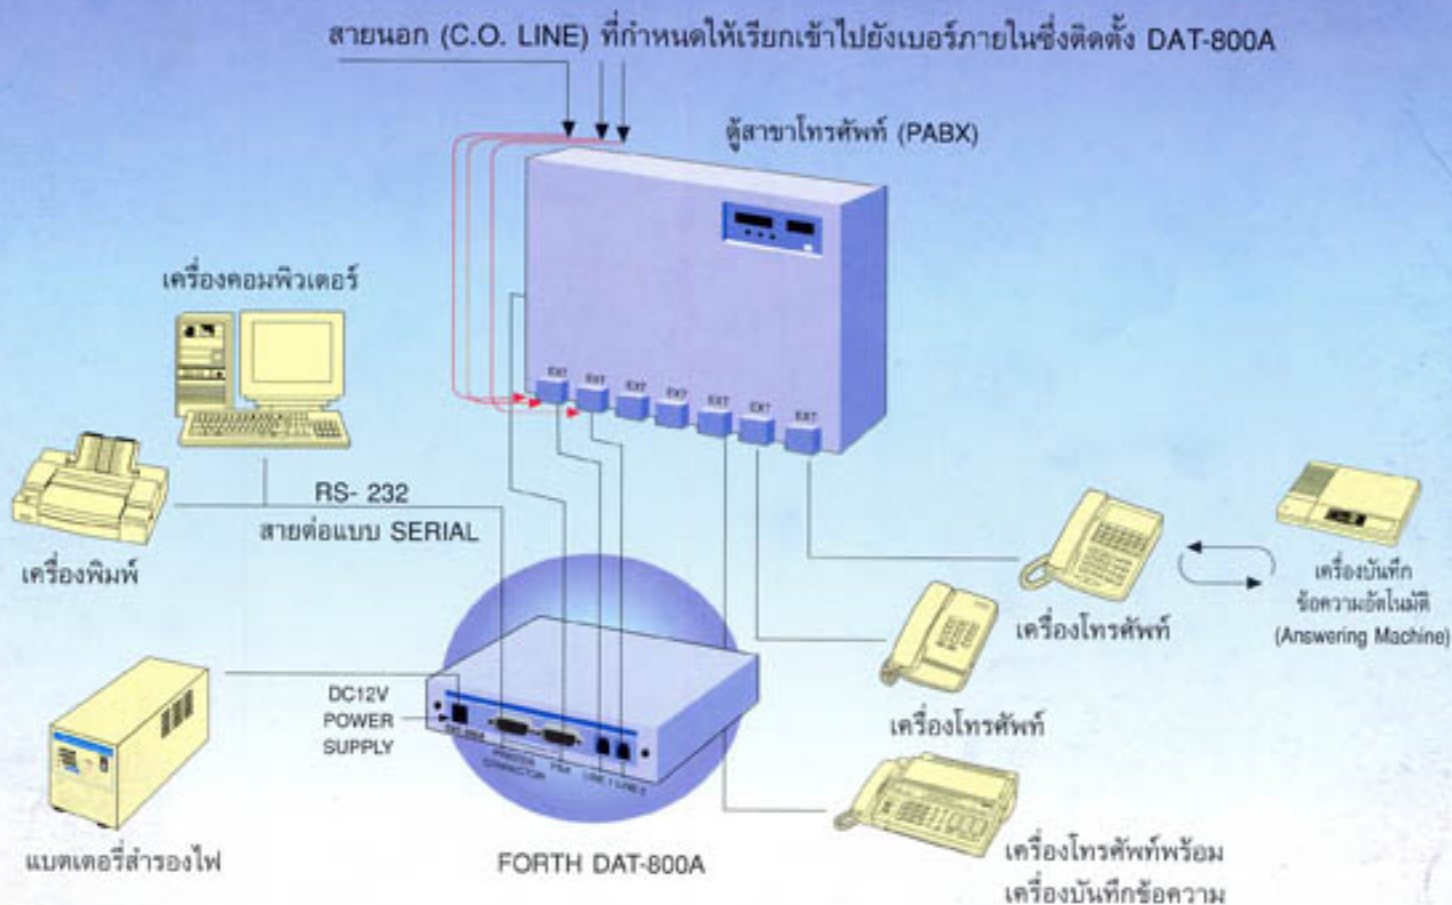 สายนอก (C.O. LINE) ที่กำหนดให้เรียกเข้าไปยังเบอร์ภายในซึ่งติดตั้ง DAT-800A
ตู้สาขาโทรศัพท์ (PABX)
เครื่องคอมพิวเตอร์
EXT EXT EXT EXT EXT EXT EXT
RS- 232
สายต่อแบบ SERIAL
เครื่องพิมพ์
เครื่องบันทึก
ข้อความอัตโนมัติ
(Answering Machine)
เครื่องโทรศัพท์
เครื่องโทรศัพท์
DC12V
POWER
SUPPLY
PRINTER
CONNECTOR
PBX
LINE 1 LINE 2
แบตเตอรี่สำรองไฟ
FORTH DAT-800A
เครื่องโทรศัพท์พร้อม
เครื่องบันทึกข้อความ